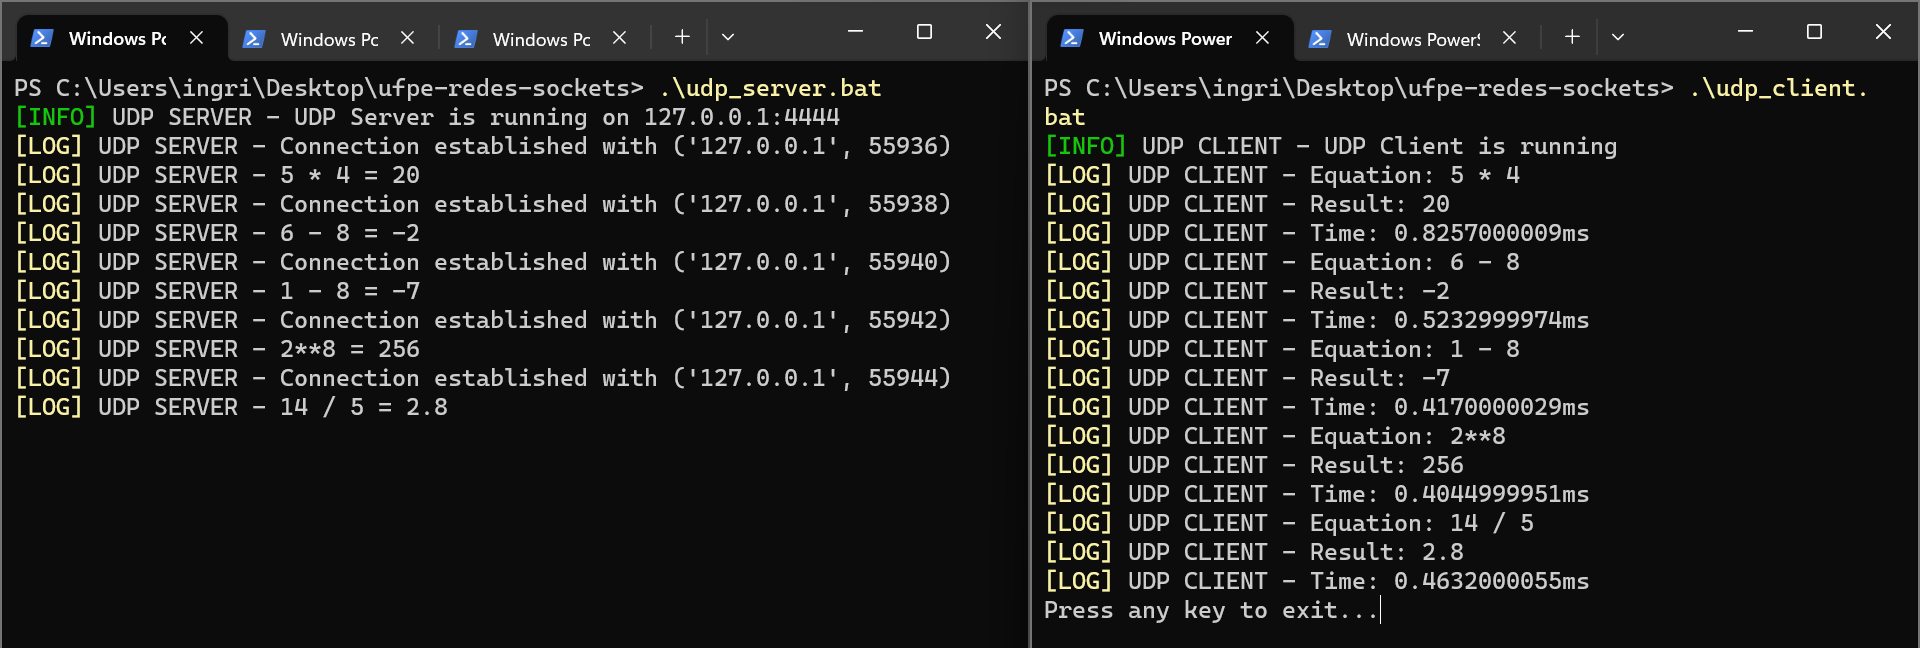 Windows Pc
Windows Pc
Windows Pc
PS C:\Users\ingri\Desktop\ufpe-redes-sockets> .\udp_server.bat
[INFO] UDP SERVER - UDP Server is running on 127.0.0.1:4444
[LOG] UDP SERVER - Connection established with ('127.0.0.1', 55936)
[LOG] UDP SERVER - 5 * 4 = 20
[LOG] UDP SERVER - Connection established with ('127.0.0.1', 55938)
[LOG] UDP SERVER - 6 - 8 = -2
[LOG] UDP SERVER - Connection established with ('127.0.0.1', 55940)
[LOG] UDP SERVER - 1 - 8 = -7
[LOG] UDP SERVER - Connection established with ('127.0.0.1', 55942)
[LOG] UDP SERVER - 2**8 = 256
[LOG] UDP SERVER - Connection established with ('127.0.0.1', 55944)
[LOG] UDP SERVER - 14 / 5 = 2.8
Windows Power
Windows PowerS
PS C:\Users\ingri\Desktop\ufpe-redes-sockets> .\udp_client.
bat
[INFO] UDP CLIENT - UDP Client is running
[LOG] UDP CLIENT - Equation: 5 * 4
[LOG] UDP CLIENT - Result: 20
[LOG] UDP CLIENT - Time: 0.8257000009ms
[LOG] UDP CLIENT - Equation: 6 - 8
[LOG] UDP CLIENT - Result: -2
[LOG] UDP CLIENT - Time: 0.5232999974ms
[LOG] UDP CLIENT - Equation: 1 - 8
[LOG] UDP CLIENT - Result: -7
[LOG] UDP CLIENT - Time: 0.4170000029ms
[LOG] UDP CLIENT - Equation: 2**8
[LOG] UDP CLIENT - Result: 256
[LOG] UDP CLIENT - Time: 0.4044999951ms
[LOG] UDP CLIENT - Equation: 14 / 5
[LOG] UDP CLIENT - Result: 2.8
[LOG] UDP CLIENT - Time: 0.4632000055ms
Press any key to exit...